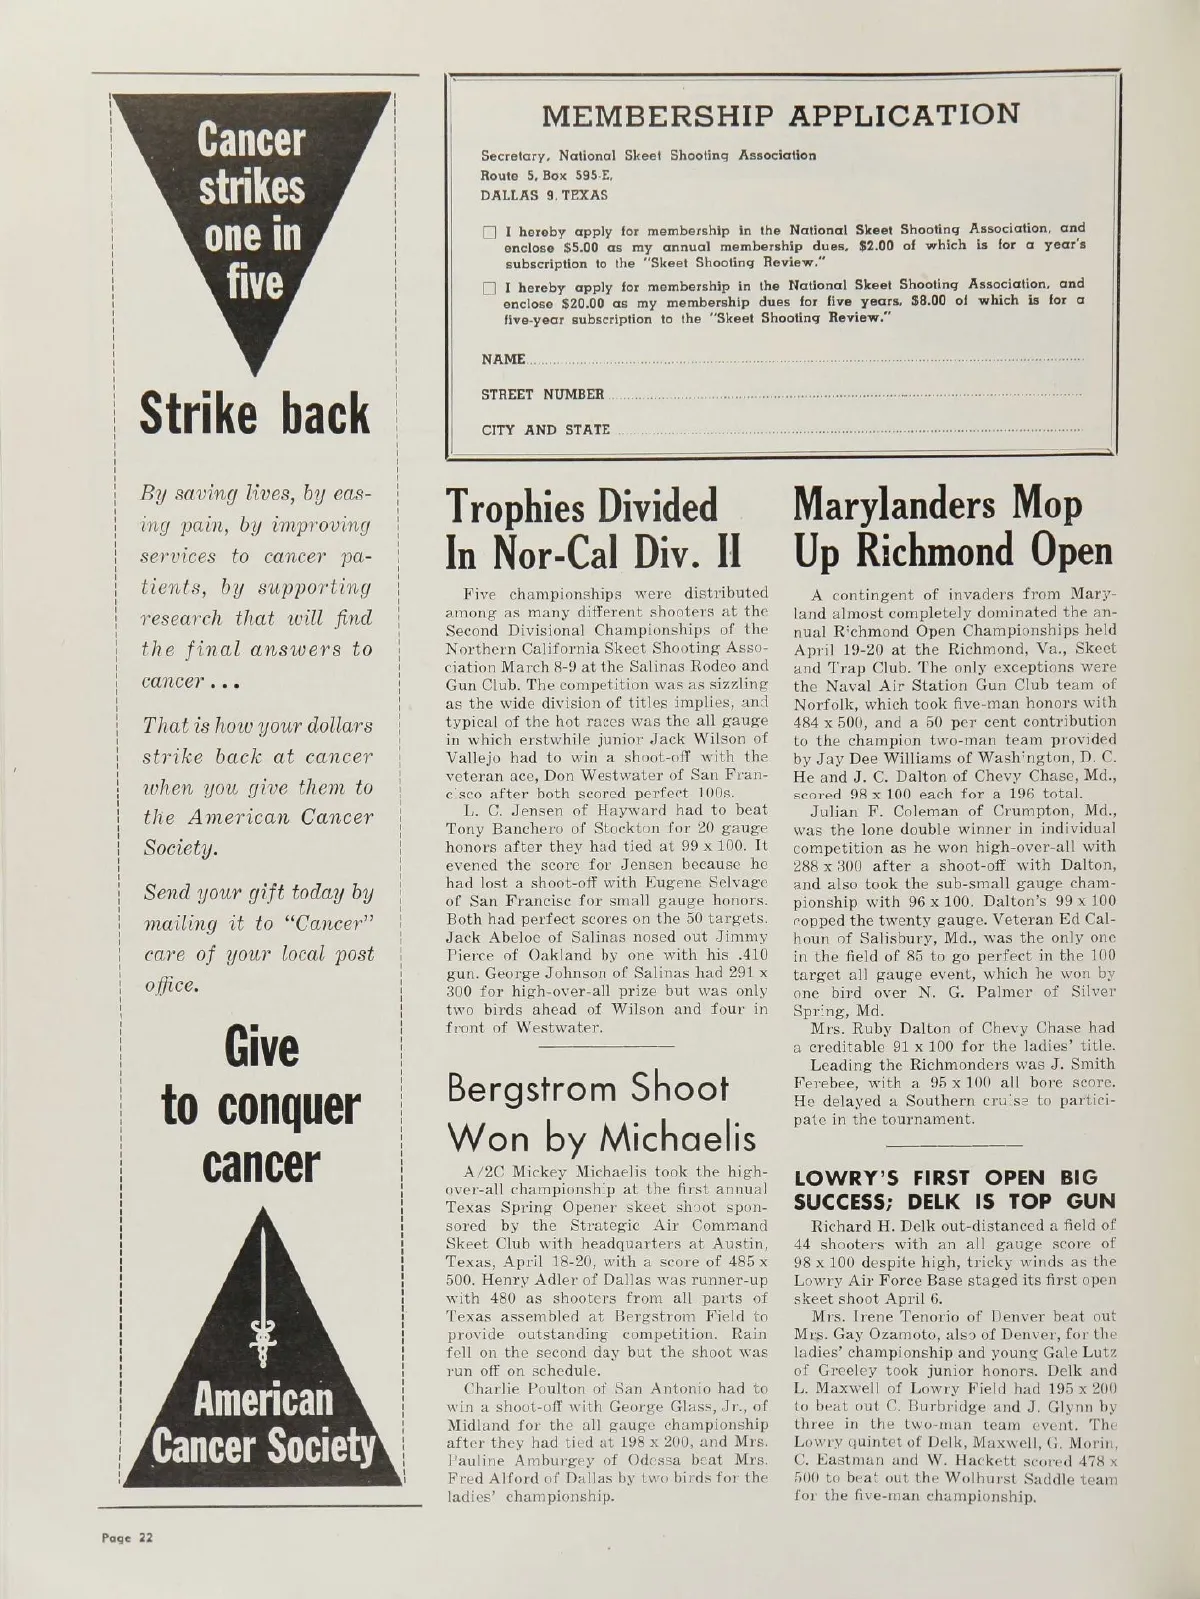 Cancer
strikes
one in
five
Strike back
By saving lives, by eas-
ing pain, by improving
services to cancer pa-
tients, by supporting
research that will find
the final answers to
cancer . . .
That is how your dollars
strike back at cancer
when you give them to
the American Cancer
Society.
Send your gift today by
mailing it to “Cancer”
care of your local post
office.
Give
to conquer
cancer
American
Cancer Society
MEMBERSHIP APPLICATION
Secretary, National Skeet Shooting Association
Route 5, Box 595-E,
DALLAS 9, TEXAS
☐ I hereby apply for membership in the National Skeet Shooting Association, and
enclose $5.00 as my annual membership dues, $2.00 of which is for a year's
subscription to the "Skeet Shooting Review."
☐ I hereby apply for membership in the National Skeet Shooting Association, and
enclose $20.00 as my membership dues for five years, $8.00 of which is for a
five-year subscription to the "Skeet Shooting Review."
NAME
STREET NUMBER
CITY AND STATE
Trophies Divided
In Nor-Cal Div. II
Five championships were distributed
among as many different shooters at the
Second Divisional Championships of the
Northern California Skeet Shooting Asso-
ciation March 8-9 at the Salinas Rodeo and
Gun Club. The competition was as sizzling
as the wide division of titles implies, and
typical of the hot races was the all gauge
in which erstwhile junior Jack Wilson of
Vallejo had to win a shoot-off with the
veteran ace, Don Westwater of San Fran-
cisco after both scored perfect 100s.
L. C. Jensen of Hayward had to beat
Tony Banchero of Stockton for 20 gauge
honors after they had tied at 99 x 100. It
evened the score for Jensen because he
had lost a shoot-off with Eugene Selvage
of San Francisc for small gauge honors.
Both had perfect scores on the 50 targets.
Jack Abeloe of Salinas nosed out Jimmy
Pierce of Oakland by one with his .410
gun. George Johnson of Salinas had 291 x
300 for high-over-all prize but was only
two birds ahead of Wilson and four in
front of Westwater.
Bergstrom Shoot
Won by Michaelis
A/2C Mickey Michaelis took the high-
over-all championship at the first annual
Texas Spring Opener skeet shoot spon-
sored by the Strategic Air Command
Skeet Club with headquarters at Austin,
Texas, April 18-20, with a score of 485 x
500. Henry Adler of Dallas was runner-up
with 480 as shooters from all parts of
Texas assembled at Bergstrom Field to
provide outstanding competition. Rain
fell on the second day but the shoot was
run off on schedule.
Charlie Poulton of San Antonio had to
win a shoot-off with George Glass, Jr., of
Midland for the all gauge championship
after they had tied at 198 x 200, and Mrs.
Pauline Amburgey of Odessa beat Mrs.
Fred Alford of Dallas by two birds for the
ladies' championship.
Marylanders Mop
Up Richmond Open
A contingent of invaders from Mary-
land almost completely dominated the an-
nual Richmond Open Championships held
April 19-20 at the Richmond, Va., Skeet
and Trap Club. The only exceptions were
the Naval Air Station Gun Club team of
Norfolk, which took five-man honors with
484 x 500, and a 50 per cent contribution
to the champion two-man team provided
by Jay Dee Williams of Washington, D. C.
He and J. C. Dalton of Chevy Chase, Md.,
scored 98 x 100 each for a 196 total.
Julian F. Coleman of Crumpton, Md.,
was the lone double winner in individual
competition as he won high-over-all with
288 x 300 after a shoot-off with Dalton,
and also took the sub-small gauge cham-
pionship with 96 x 100. Dalton's 99 x 100
copped the twenty gauge. Veteran Ed Cal-
houn of Salisbury, Md., was the only one
in the field of 85 to go perfect in the 100
target all gauge event, which he won by
one bird over N. G. Palmer of Silver
Spring, Md.
Mrs. Ruby Dalton of Chevy Chase had
a creditable 91 x 100 for the ladies' title.
Leading the Richmonders was J. Smith
Ferebee, with a 95 x 100 all bore score.
He delayed a Southern cruise to partici-
pate in the tournament.
LOWRY'S FIRST OPEN BIG
SUCCESS; DELK IS TOP GUN
Richard H. Delk out-distanced a field of
44 shooters with an all gauge score of
98 x 100 despite high, tricky winds as the
Lowry Air Force Base staged its first open
skeet shoot April 6.
Mrs. Irene Tenorio of Denver beat out
Mrs. Gay Ozamoto, also of Denver, for the
ladies' championship and young Gale Lutz
of Greeley took junior honors. Delk and
L. Maxwell of Lowry Field had 195 x 200
to beat out C. Burbridge and J. Glynn by
three in the two-man team event. The
Lowry quintet of Delk, Maxwell, G. Morin,
C. Eastman and W. Hackett scored 478 x
500 to beat out the Wolhurst Saddle team
for the five-man championship.
Page 22